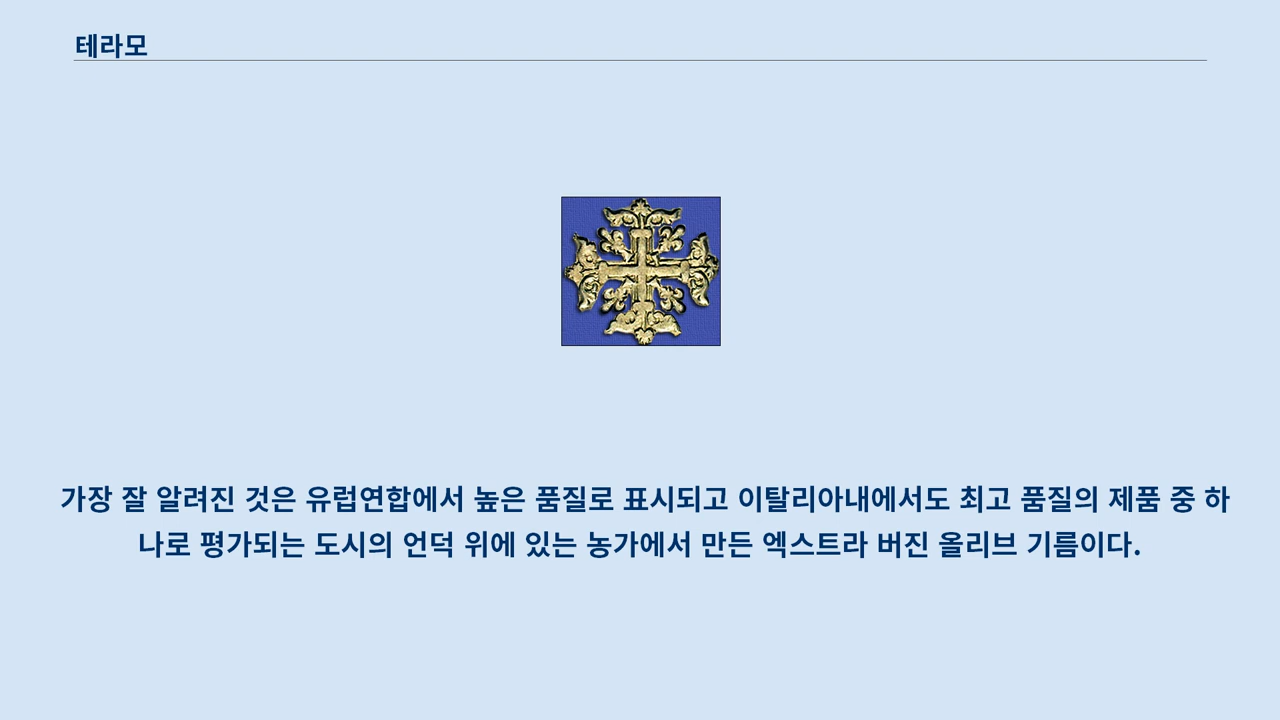 테라모
가장 잘 알려진 것은 유럽연합에서 높은 품질로 표시되고 이탈리아내에서도 최고 품질의 제품 중 하
나로 평가되는 도시의 언덕 위에 있는 농가에서 만든 엑스트라 버진 올리브 기름이다.